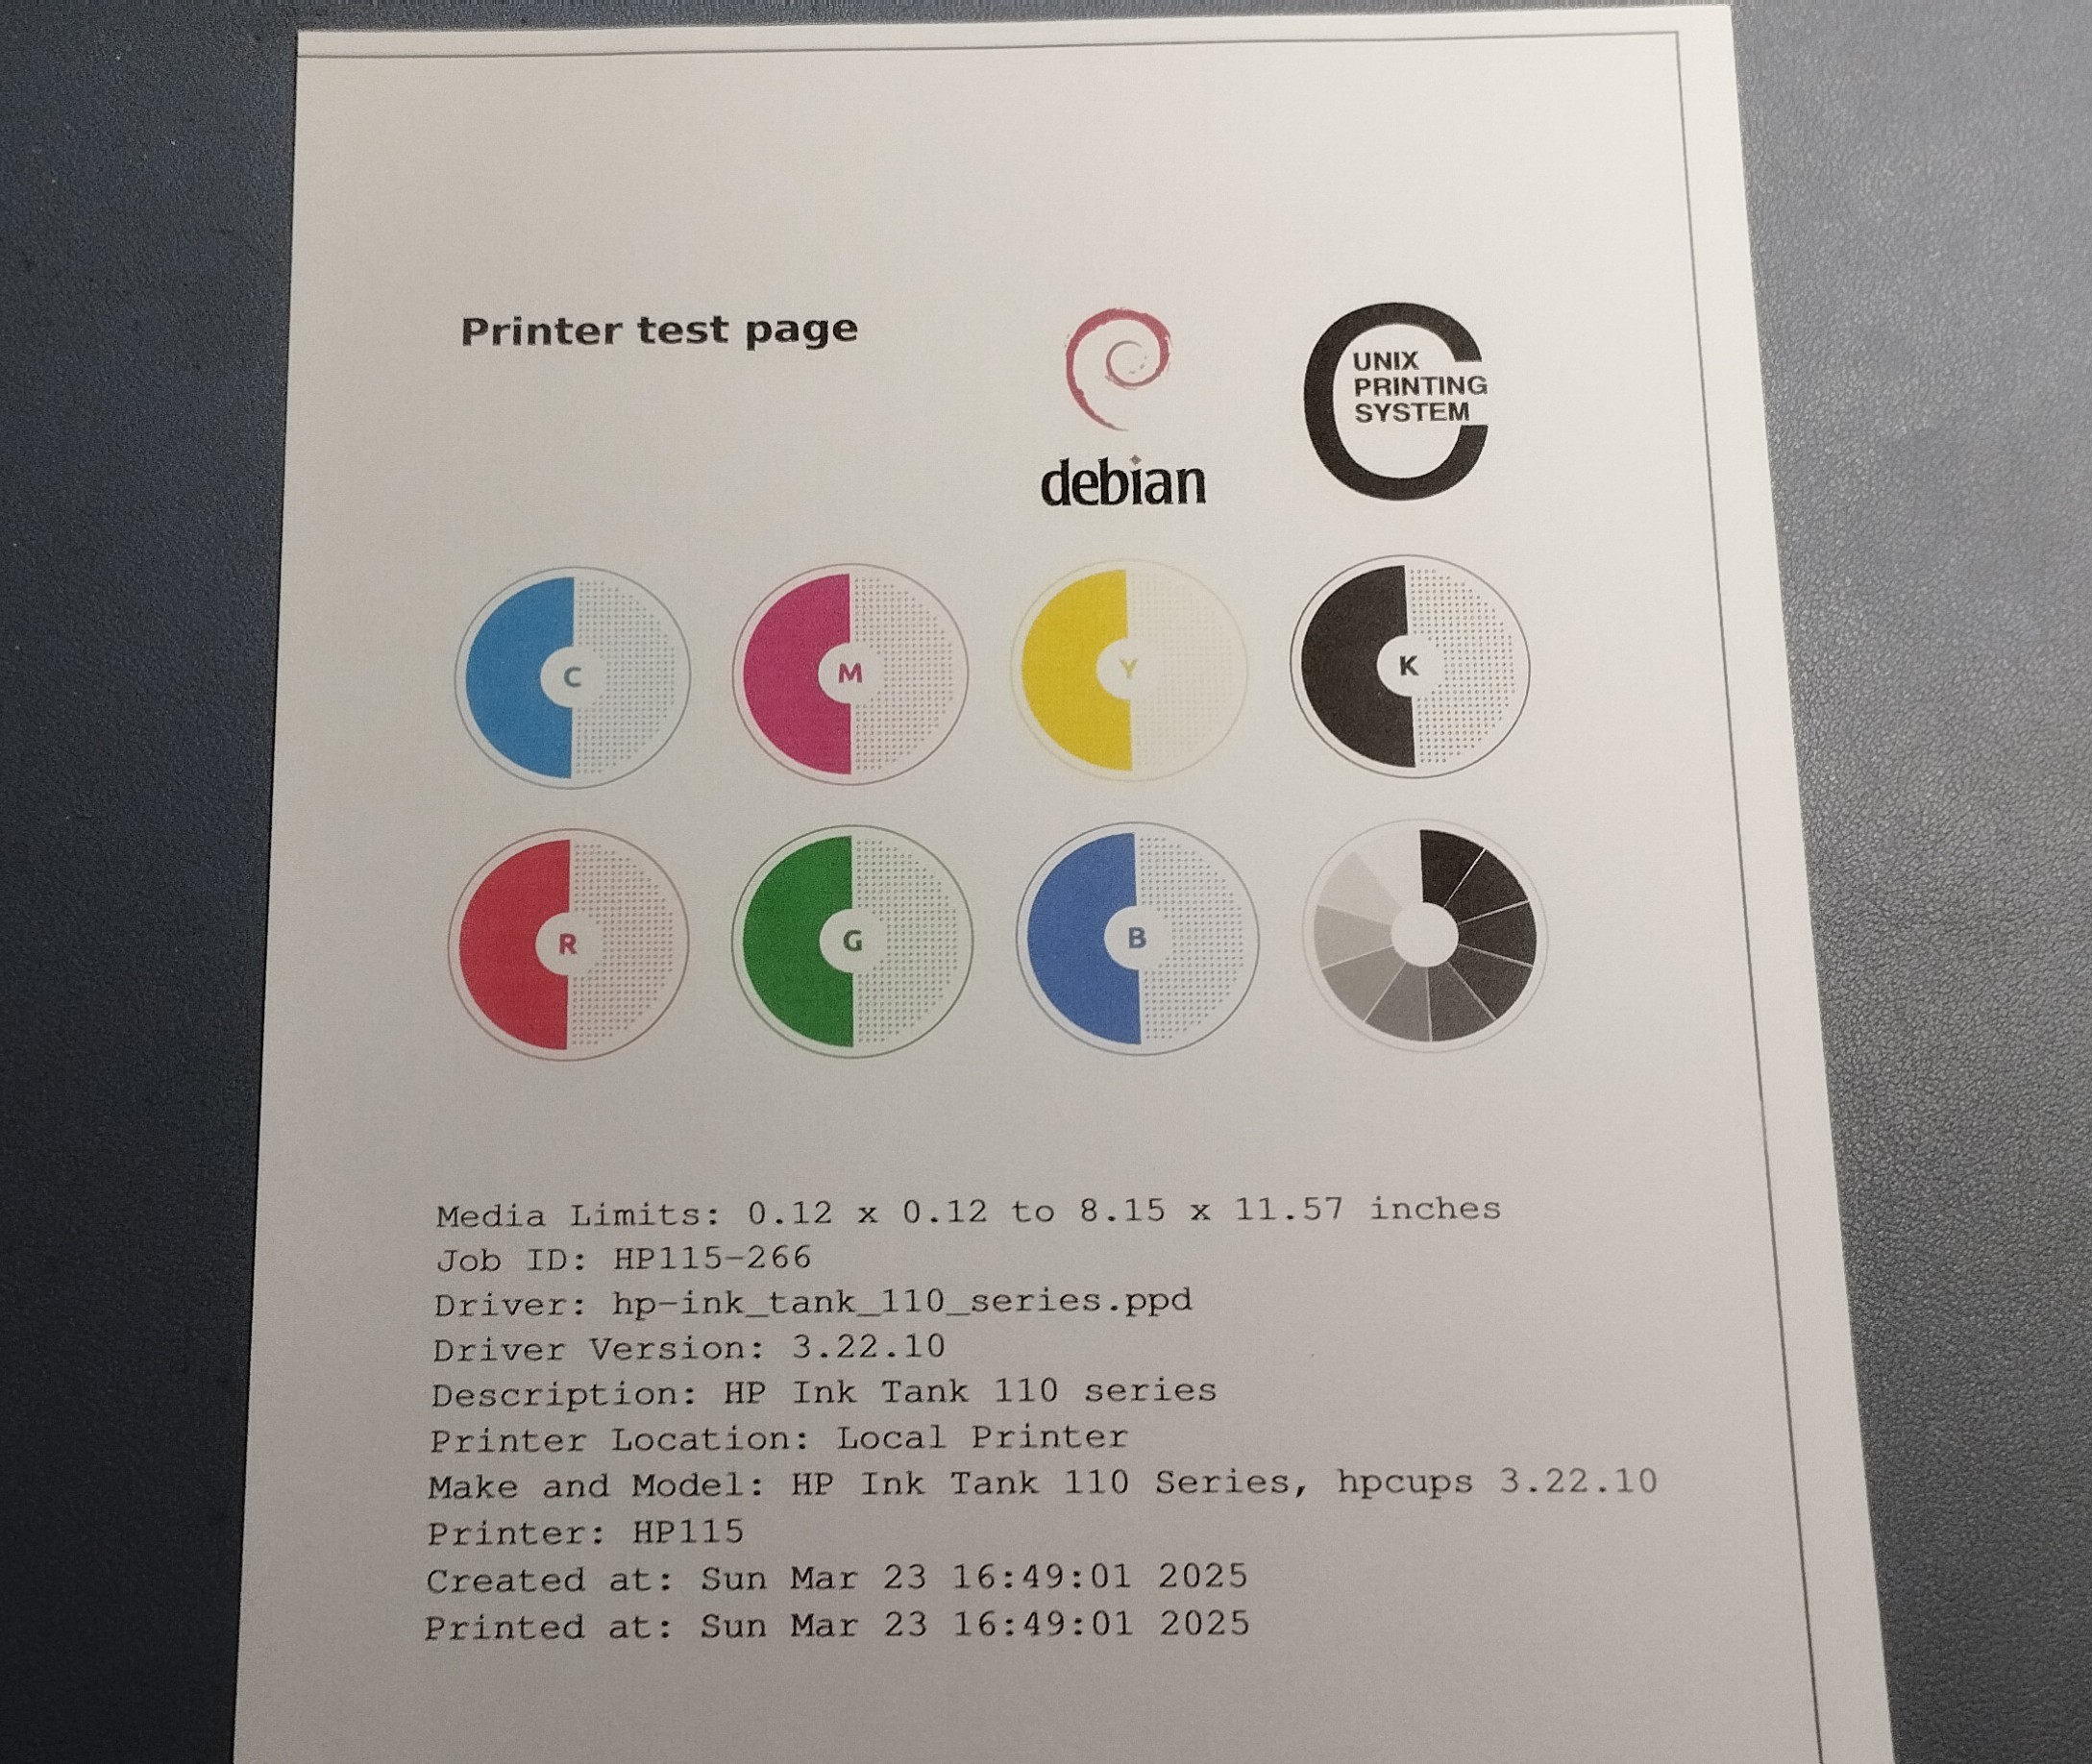 Printer test page
debian
UNIX
PRINTING
SYSTEM
C
M
Y
K
R
G
B
Media Limits: 0.12 x 0.12 to 8.15 x 11.57 inches
Job ID: HP115-266
Driver: hp-ink_tank_110_series.ppd
Driver Version: 3.22.10
Description: HP Ink Tank 110 series
Printer Location: Local Printer
Make and Model: HP Ink Tank 110 Series, hpcups 3.22.10
Printer: HP115
Created at: Sun Mar 23 16:49:01 2025
Printed at: Sun Mar 23 16:49:01 2025